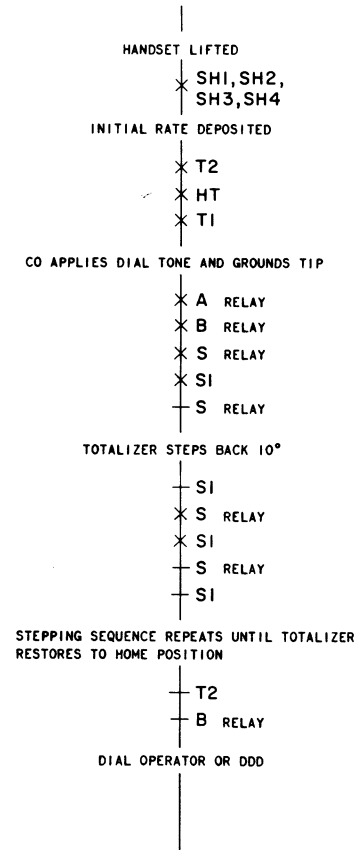 HANDSET LIFTED
SH1, SH2,
SH3, SH4
INITIAL RATE DEPOSITED
T2
HT
T1
CO APPLIES DIAL TONE AND GROUNDS TIP
A RELAY
B RELAY
S RELAY
S1
S RELAY
TOTALIZER STEPS BACK 10°
S1
S RELAY
S1
S RELAY
S1
STEPPING SEQUENCE REPEATS UNTIL TOTALIZER
RESTORES TO HOME POSITION
T2
B RELAY
DIAL OPERATOR OR DDD